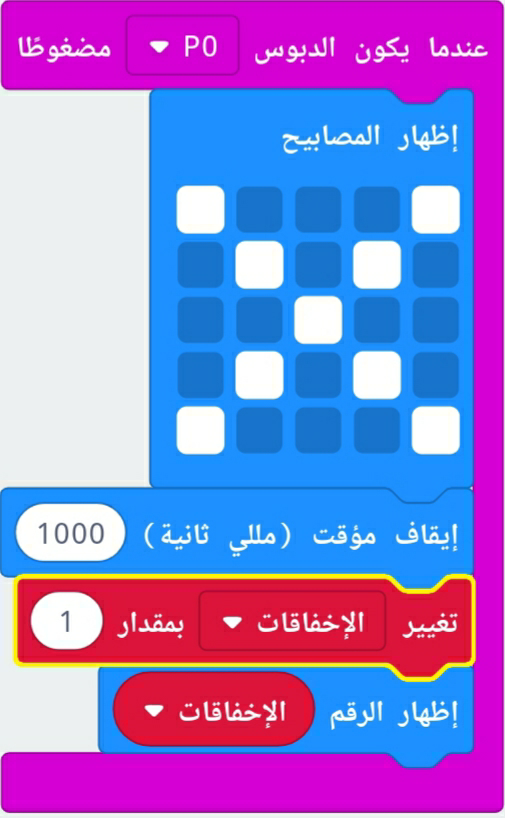 عندما يكون الدبوس P0 مضغوطًا
إظهار المصابيح
إيقاف مؤقت (مللي ثانية) 1000
تغيير الإخفاقات بمقدار 1
إظهار الرقم الإخفاقات